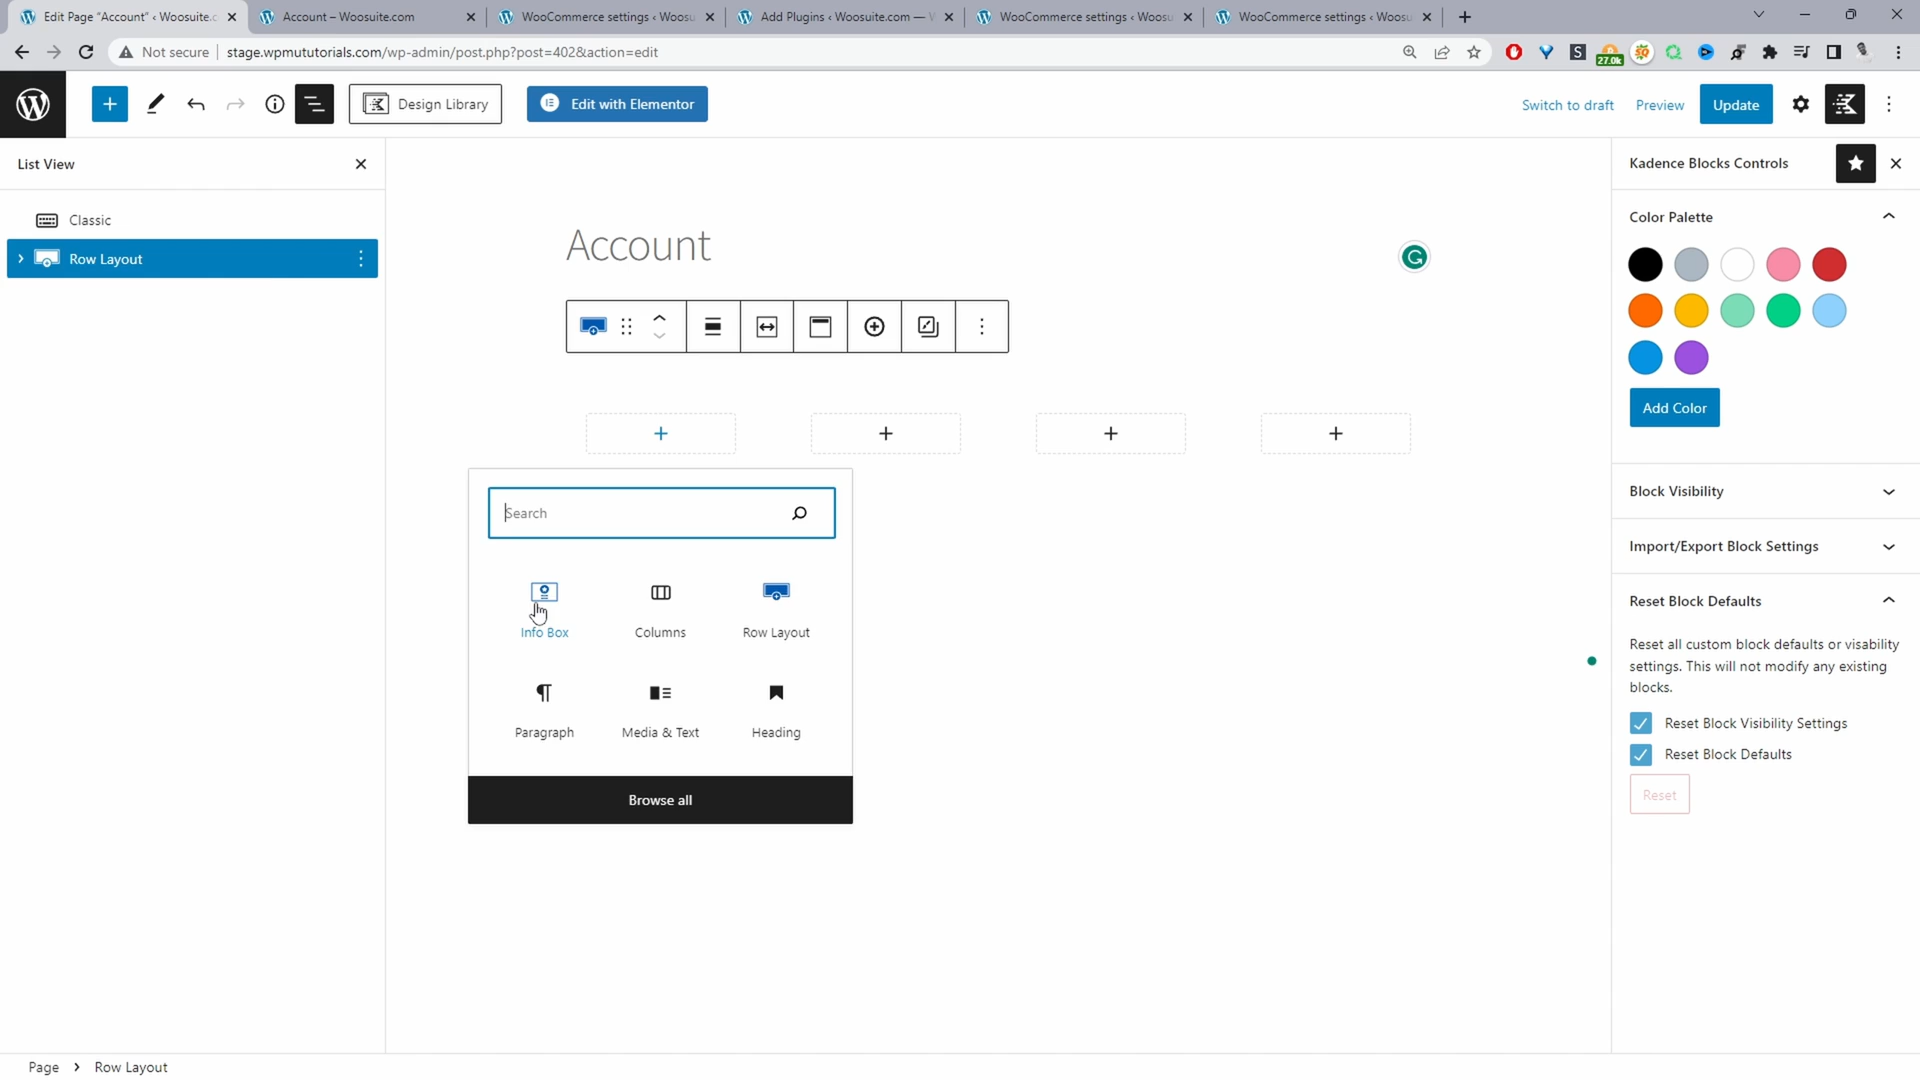 Edit Page "Account" ‹ Woosuite.c
Account – Woosuite.com
WooCommerce settings ‹ Woosu
Add Plugins ‹ Woosuite.com — W
WooCommerce settings ‹ Woosu
WooCommerce settings ‹ Woosu
Not secure
stage.wpmututorials.com/wp-admin/post.php?post=402&action=edit
27.0k
Design Library
Edit with Elementor
Switch to draft
Preview
Update
List View
Classic
Row Layout
Account
Search
Info Box
Columns
Row Layout
Paragraph
Media & Text
Heading
Browse all
Kadence Blocks Controls
Color Palette
Add Color
Block Visibility
Import/Export Block Settings
Reset Block Defaults
Reset all custom block defaults or visability
settings. This will not modify any existing
blocks.
Reset Block Visibility Settings
Reset Block Defaults
Reset
Page
Row Layout